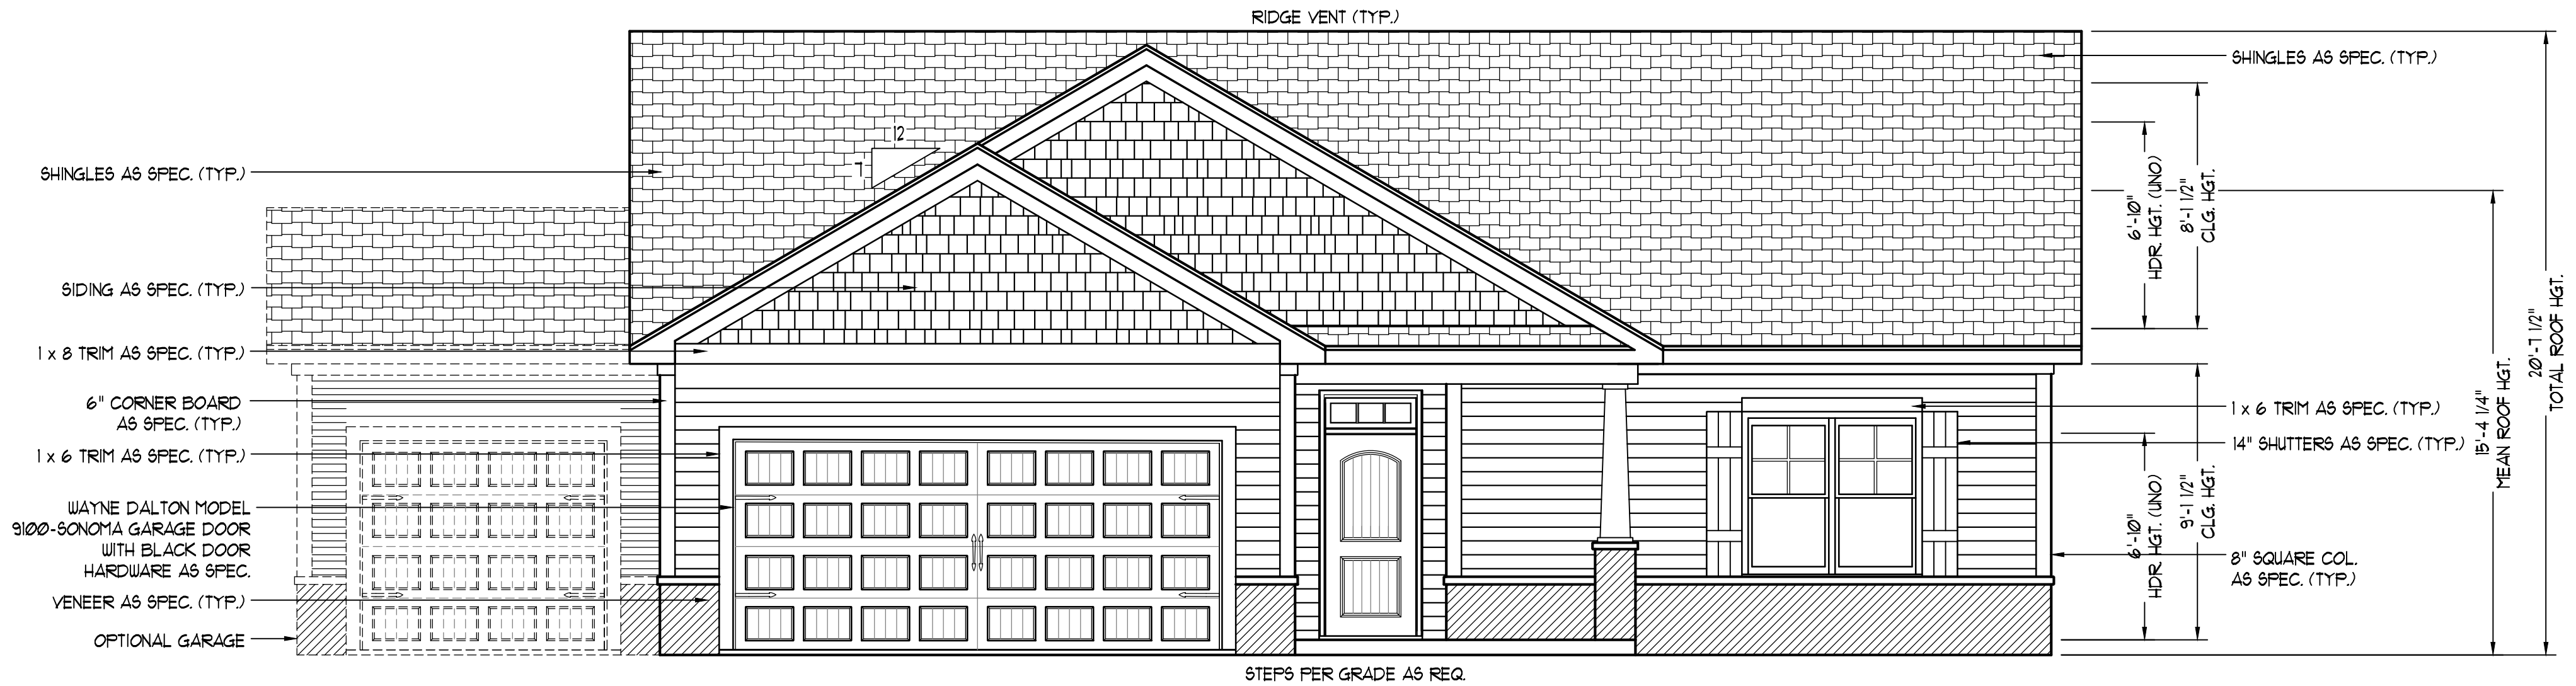 RIDGE VENT (TYP.)
SHINGLES AS SPEC. (TYP.)
12
7
SHINGLES AS SPEC. (TYP.)
SIDING AS SPEC. (TYP.)
1 x 8 TRIM AS SPEC. (TYP.)
6" CORNER BOARD
AS SPEC. (TYP.)
1 x 6 TRIM AS SPEC. (TYP.)
WAYNE DALTON MODEL
9100-SONOMA GARAGE DOOR
WITH BLACK DOOR
HARDWARE AS SPEC.
VENEER AS SPEC. (TYP.)
OPTIONAL GARAGE
6'-10"
HDR. HGT. (UNO)
8'-1 1/2"
CLG. HGT.
20'-7 1/2"
TOTAL ROOF HGT.
15'-4 1/4"
MEAN ROOF HGT.
1 x 6 TRIM AS SPEC. (TYP.)
14" SHUTTERS AS SPEC. (TYP.)
6'-10"
HDR. HGT. (UNO)
9'-1 1/2"
CLG. HGT.
8" SQUARE COL.
AS SPEC. (TYP.)
STEPS PER GRADE AS REQ.